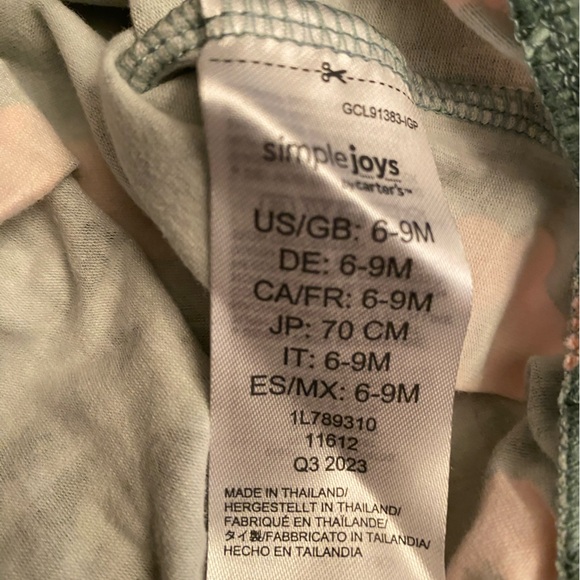 GCL91383-IGP
simple joys
by carter's™
US/GB: 6-9M
DE: 6-9M
CA/FR: 6-9M
JP: 70 CM
IT: 6-9M
ES/MX: 6-9M
1L789310
11612
Q3 2023
MADE IN THAILAND/
HERGESTELLT IN THAILAND/
FABRIQUÉ EN THAÏLANDE/
タイ製/FABBRICATO IN TAILANDIA/
HECHO EN TAILANDIA